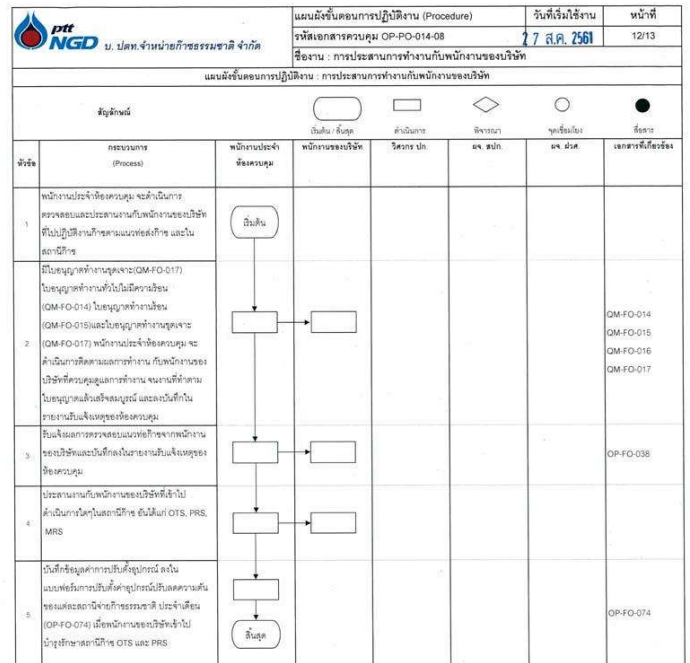 ptt
NGD บ. ปตท.จำหน่ายก๊าซธรรมชาติ จำกัด
แผนผังขั้นตอนการปฏิบัติงาน (Procedure)
วันที่เริ่มใช้งาน
หน้าที่
รหัสเอกสารควบคุม OP-PO-014-08
2 7 ส.ค. 2561
12/13
ชื่องาน : การประสานการทำงานกับพนักงานของบริษัท
แผนผังขั้นตอนการปฏิบัติงาน : การประสานการทำงานกับพนักงานของบริษัท
สัญลักษณ์
เริ่มต้น / สิ้นสุด
ดำเนินการ
พิจารณา
จุดเชื่อมโยง
สื่อสาร
หัวข้อ
กระบวนการ
(Process)
พนักงานประจำ
ห้องควบคุม
พนักงานของบริษัท
วิศวกร ปก.
ผจ. สปก.
ผจ. ฝวศ.
เอกสารที่เกี่ยวข้อง
1
พนักงานประจำห้องควบคุม จะดำเนินการ
ตรวจสอบและประสานงานกับพนักงานของบริษัท
ที่ไปปฏิบัติงานก๊าซตามแนวท่อส่งก๊าซ และใน
สถานีก๊าซ
เริ่มต้น
2
มีใบอนุญาตทำงานขุดเจาะ(QM-FO-017)
ใบอนุญาตทำงานทั่วไปไม่มีความร้อน
(QM-FO-014) ใบอนุญาตทำงานร้อน
(QM-FO-015)และใบอนุญาตทำงานขุดเจาะ
(QM-FO-017) พนักงานประจำห้องควบคุม จะ
ดำเนินการติดตามผลการทำงาน กับพนักงานของ
บริษัทที่ควบคุมดูแลการทำงาน จนงานที่ทำตาม
ใบอนุญาตแล้วเสร็จสมบูรณ์ และลงบันทึกใน
รายงานรับแจ้งเหตุของห้องควบคุม
QM-FO-014
QM-FO-015
QM-FO-016
QM-FO-017
3
รับแจ้งผลการตรวจสอบแนวท่อก๊าซจากพนักงาน
ของบริษัทและบันทึกลงในรายงานรับแจ้งเหตุของ
ห้องควบคุม
OP-FO-038
4
ประสานงานกับพนักงานของบริษัทที่เข้าไป
ดำเนินการใดๆในสถานีก๊าซ อันได้แก่ OTS, PRS,
MRS
5
บันทึกข้อมูลค่าการปรับตั้งอุปกรณ์ ลงใน
แบบฟอร์มการปรับตั้งค่าอุปกรณ์ปรับลดความดัน
ของแต่ละสถานีจ่ายก๊าซธรรมชาติ ประจำเดือน
(OP-FO-074) เมื่อพนักงานของบริษัทเข้าไป
บำรุงรักษาสถานีก๊าซ OTS และ PRS
สิ้นสุด
OP-FO-074